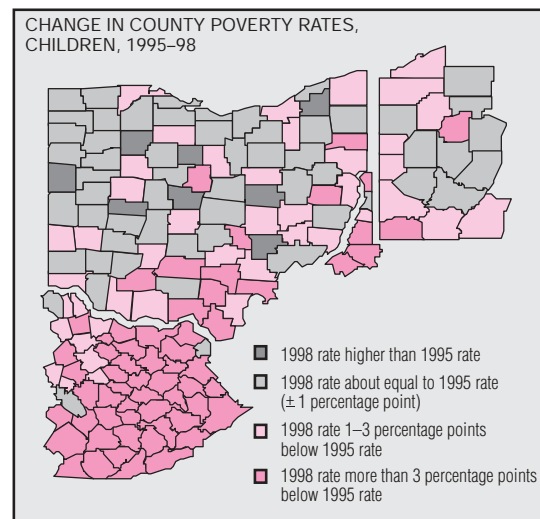 CHANGE IN COUNTY POVERTY RATES,
CHILDREN, 1995–98
1998 rate higher than 1995 rate
1998 rate about equal to 1995 rate
(± 1 percentage point)
1998 rate 1–3 percentage points
below 1995 rate
1998 rate more than 3 percentage points
below 1995 rate